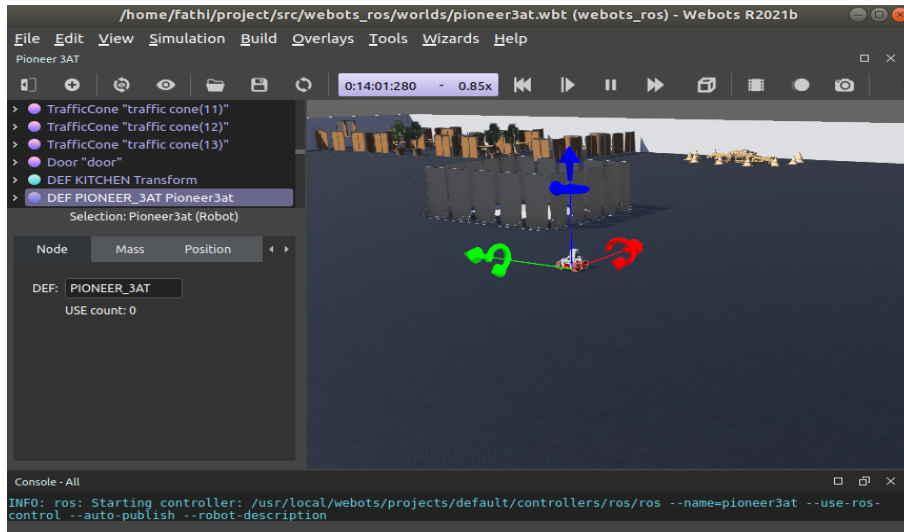 /home/fathi/project/src/webots_ros/worlds/pioneer3at.wbt (webots_ros) - Webots R2021b
File Edit View Simulation Build Overlays Tools Wizards Help
Pioneer 3AT
0:14:01:280 - 0.85x
TrafficCone "traffic cone(11)"
TrafficCone "traffic cone(12)"
TrafficCone "traffic cone(13)"
Door "door"
DEF KITCHEN Transform
DEF PIONEER_3AT Pioneer3at
Selection: Pioneer3at (Robot)
Node Mass Position
DEF: PIONEER_3AT
USE count: 0
Console - All
INFO: ros: Starting controller: /usr/local/webots/projects/default/controllers/ros/ros --name=pioneer3at --use-ros-
control --auto-publish --robot-description